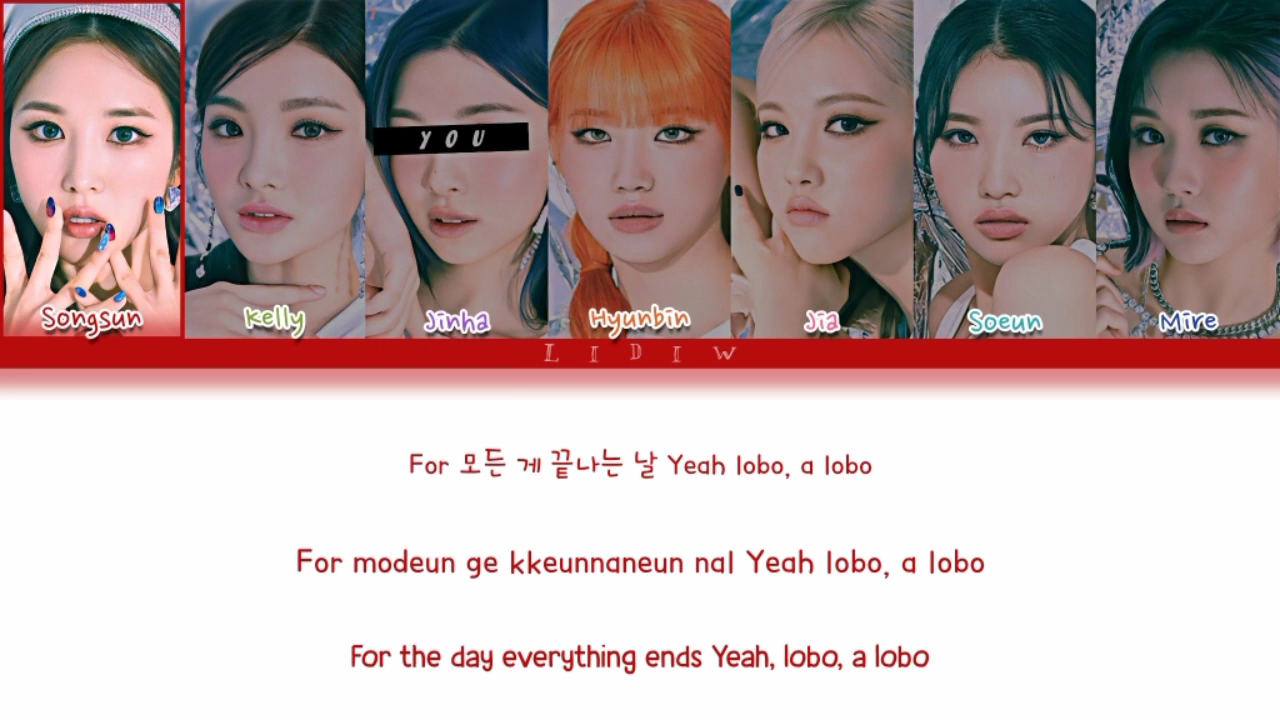 YOU
Songsun
Kelly
Jinha
Hyunbin
Jia
Soeun
Mire
LIDIW
For 모든 게 끝나는 날 Yeah lobo, a lobo
For modeun ge kkeunnaneun nal Yeah lobo, a lobo
For the day everything ends Yeah, lobo, a lobo